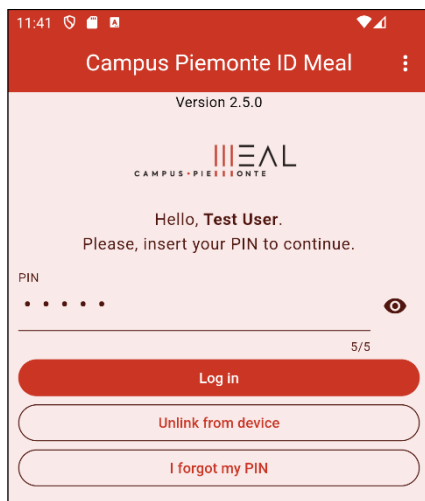 11:41
Campus Piemonte ID Meal
Version 2.5.0
MEAL
CAMPUS•PIEMONTE
Hello, Test User.
Please, insert your PIN to continue.
PIN
5/5
Log in
Unlink from device
I forgot my PIN